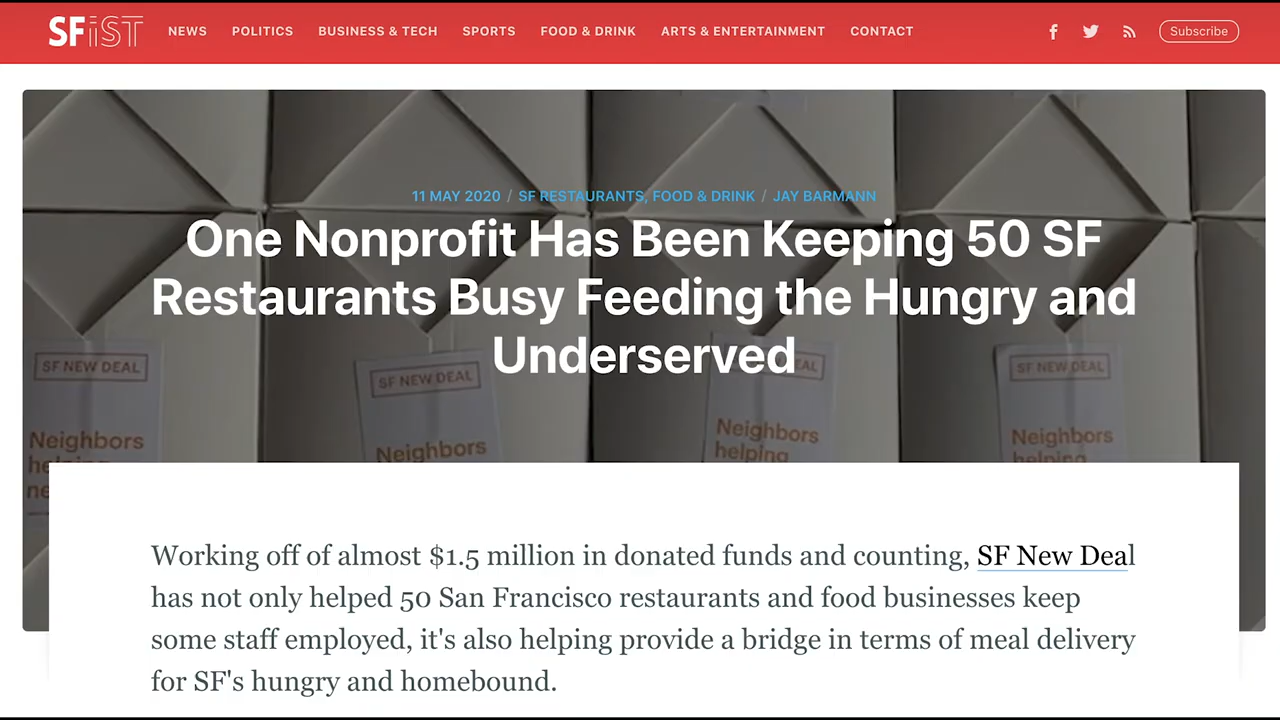 SFiST NEWS POLITICS BUSINESS & TECH SPORTS FOOD & DRINK ARTS & ENTERTAINMENT CONTACT Subscribe
11 MAY 2020 / SF RESTAURANTS, FOOD & DRINK / JAY BARMANN
One Nonprofit Has Been Keeping 50 SF
Restaurants Busy Feeding the Hungry and
Underserved
SF NEW DEAL
Neighbors
helping
ne
SF NEW DEAL
Neighbors
DEAL
Neighbors
helping
SF NEW DEAL
Neighbors
helping
Working off of almost $1.5 million in donated funds and counting, SF New Deal
has not only helped 50 San Francisco restaurants and food businesses keep
some staff employed, it's also helping provide a bridge in terms of meal delivery
for SF's hungry and homebound.